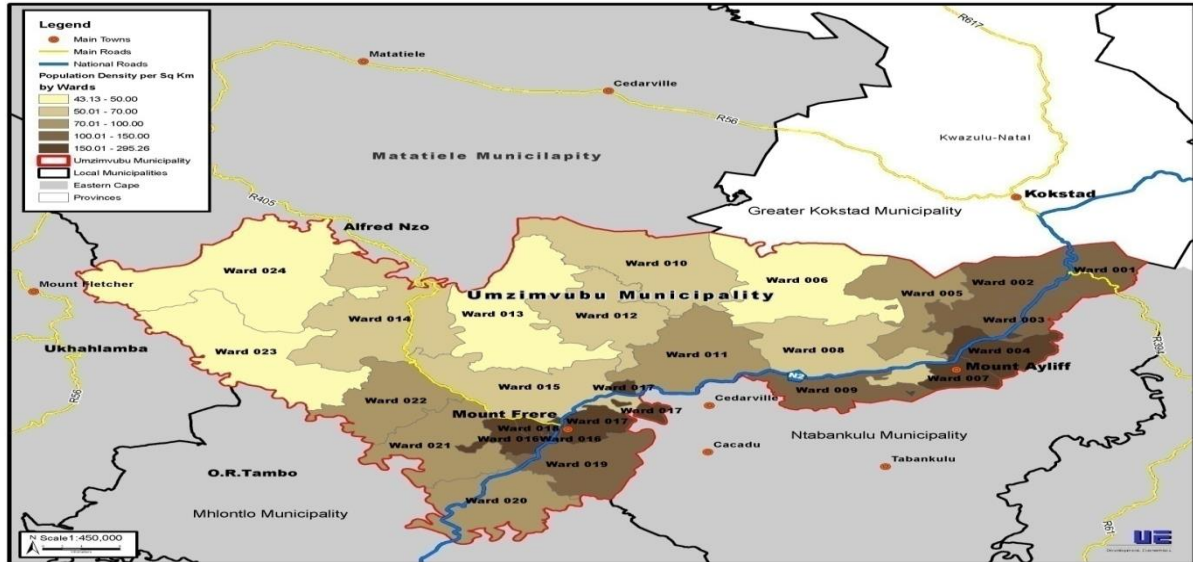 Legend
Main Towns
Main Roads
National Roads
Population Density per Sq Km
by Wards
43.13 - 50.00
50.01 - 70.00
70.01 - 100.00
100.01 - 150.00
150.01 - 295.26
Umzimvubu Municipality
Local Municipalities
Eastern Cape
Provinces
R617
Matatiele
Cedarville
R56
Kwazulu-Natal
Matatiele Municilapity
Kokstad
R405
Greater Kokstad Municipality
Alfred Nzo
Ward 024
Ward 010
Ward 006
Ward 002
Ward 001
Mount Fletcher
Umzimvubu Municipality
Ward 005
Ward 014
Ward 013
Ward 012
Ward 003
Ukhahlamba
Ward 023
Ward 011
Ward 008
Ward 004
R394
Mount Ayliff
N2
Ward 007
Ward 015
Ward 017
Ward 009
R56
Ward 022
Mount Frere
Ward 017
Cedarville
Ward 018
Ward 017
Ward 021
Ward 016
Ward 016
Ntabankulu Municipality
Cacadu
Ward 019
Tabankulu
O.R.Tambo
Ward 020
Mhlontlo Municipality
R61
N
Scale1:450,000
UE